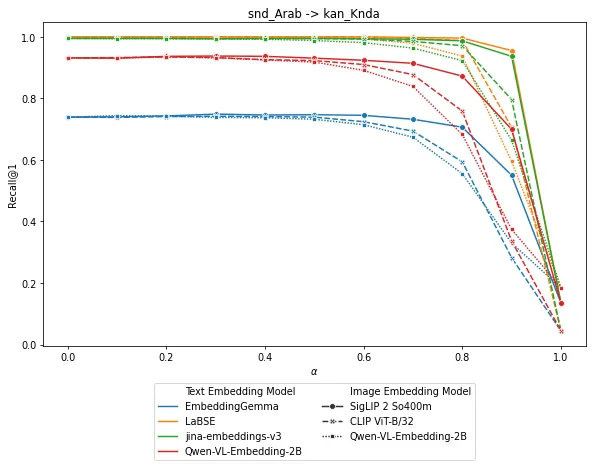 snd_Arab -> kan_Knda
1.0
0.8
0.6
0.4
0.2
0.0
Recall@1
0.0 0.2 0.4 0.6 0.8 1.0
α
Text Embedding Model
EmbeddingGemma
LaBSE
jina-embeddings-v3
Qwen-VL-Embedding-2B
Image Embedding Model
SigLIP 2 So400m
CLIP ViT-B/32
Qwen-VL-Embedding-2B